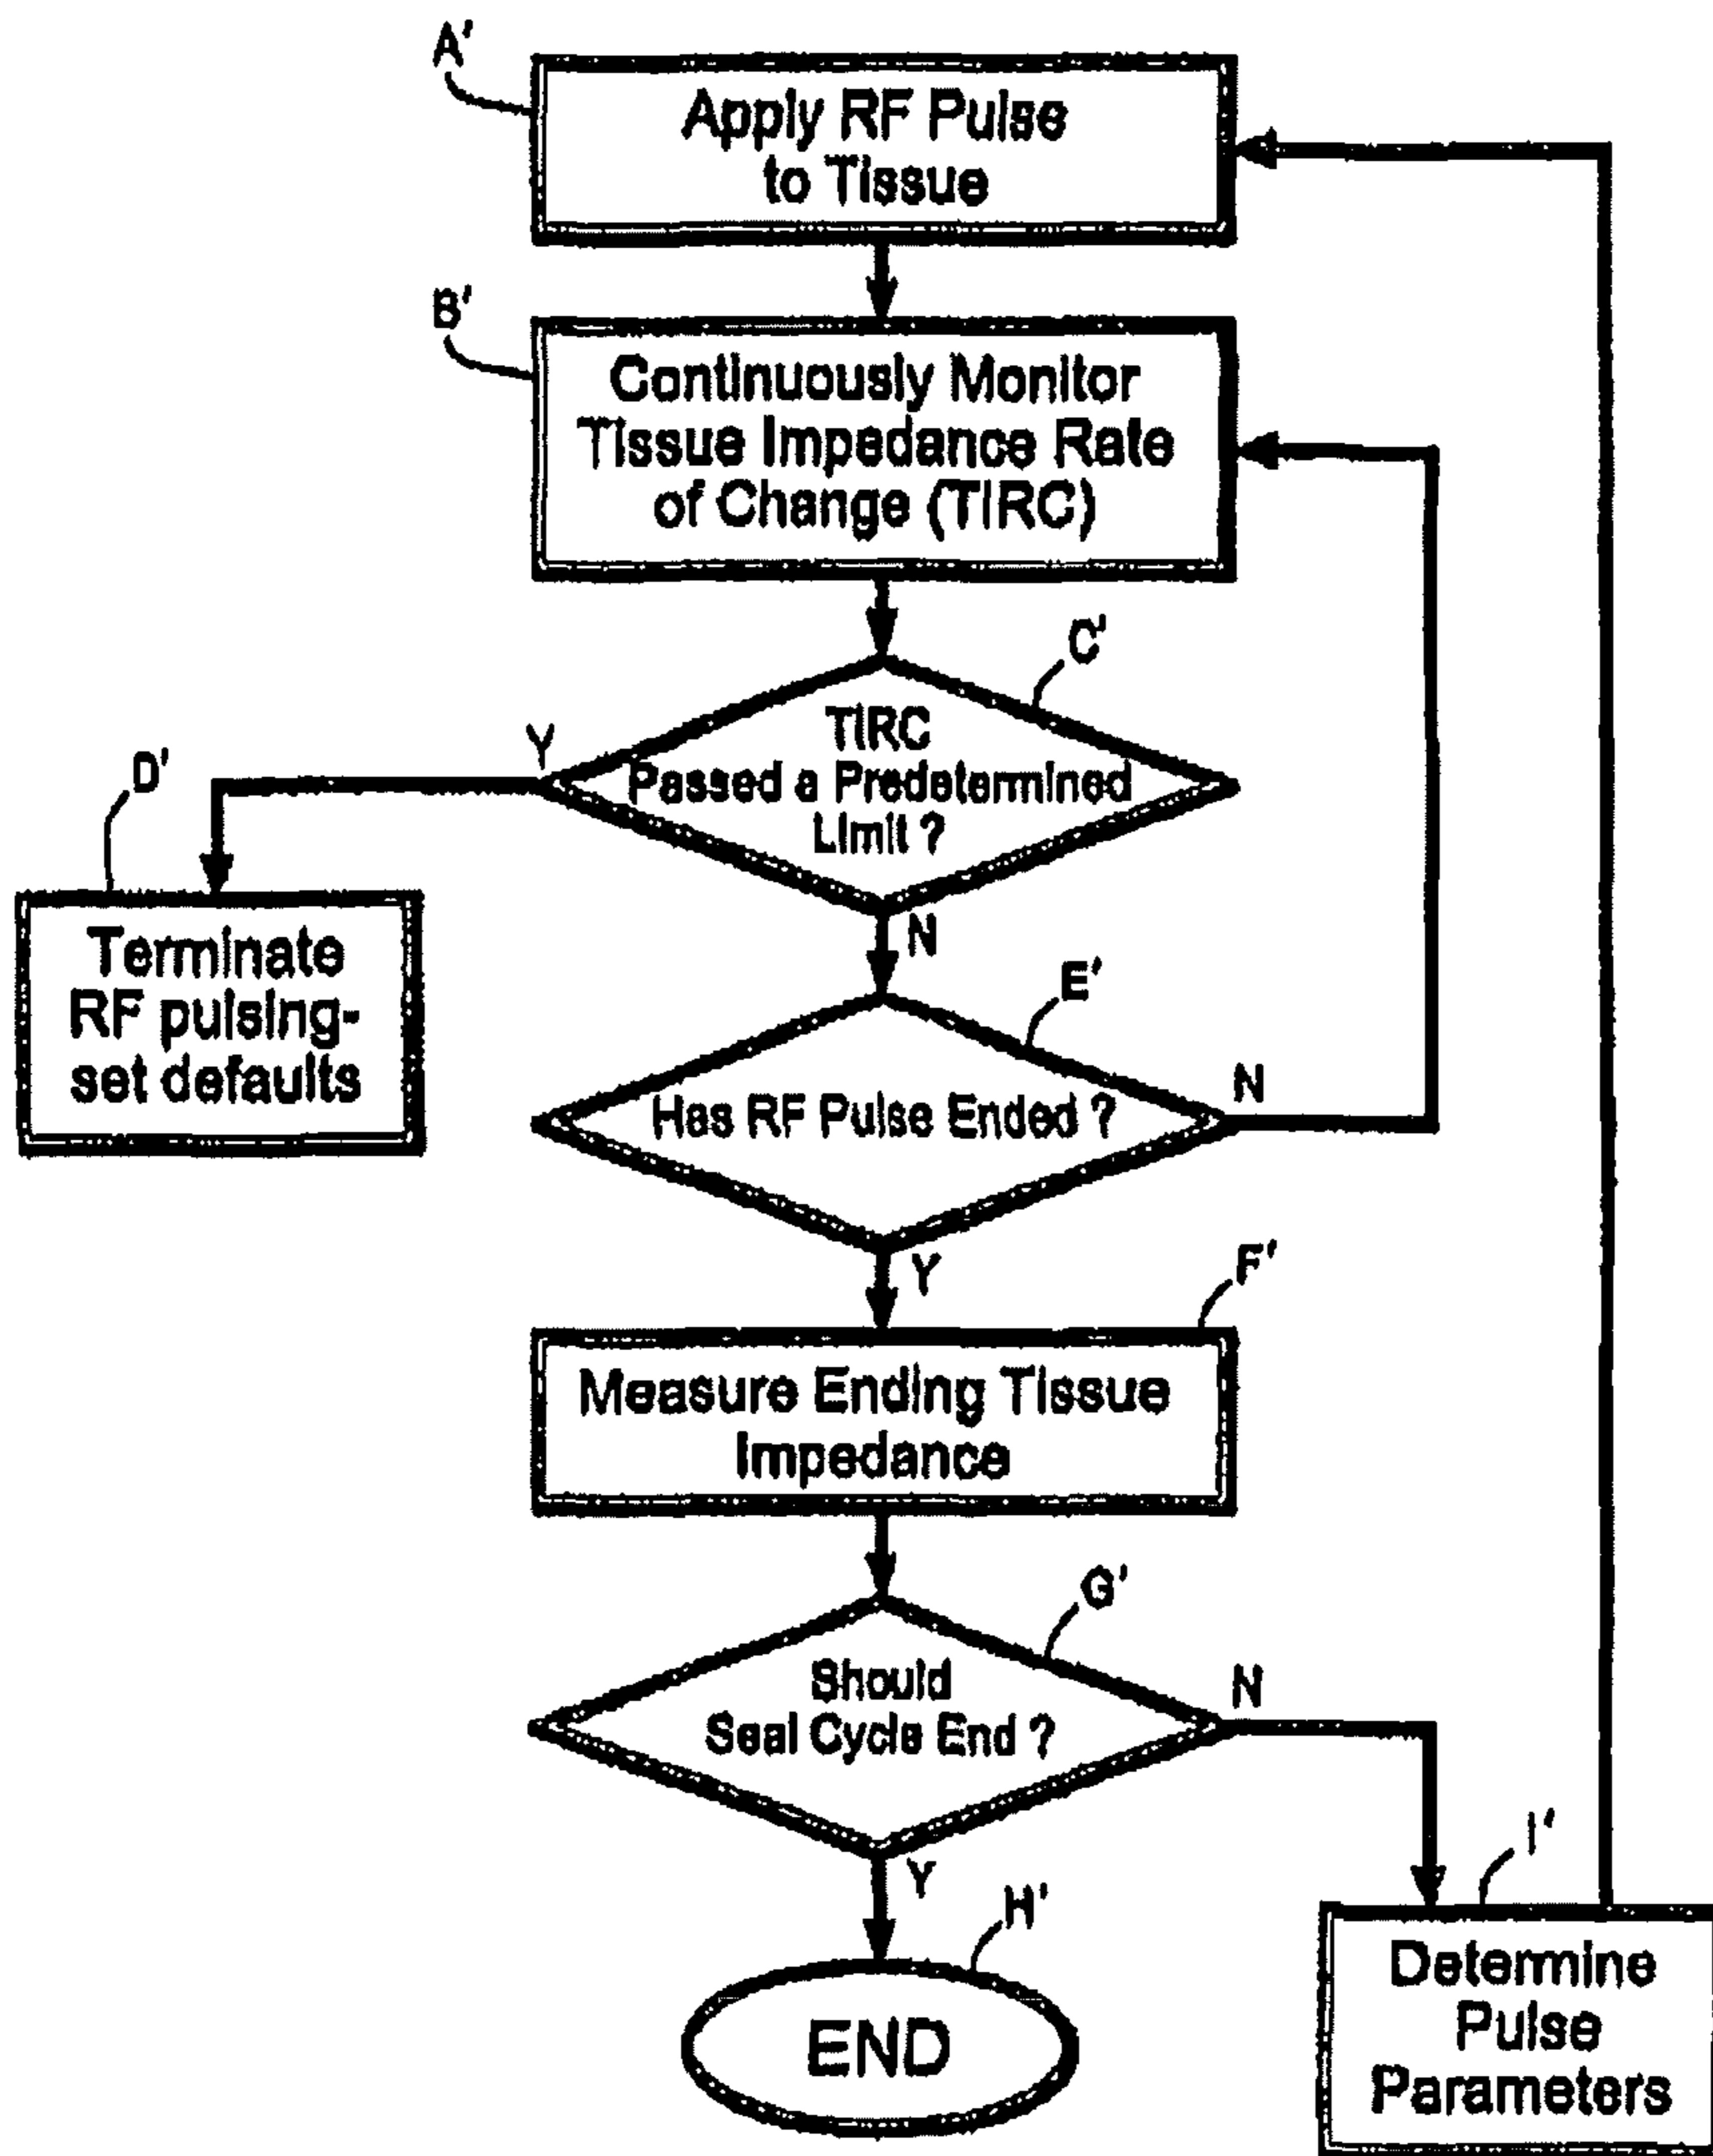 A'
Apply RF Pulse
to Tissue
B'
Continuously Monitor
Tissue Impedance Rate
of Change (TIRC)
C'
TIRC
Passed a Predetermined
Limit ?
Y
N
D'
Terminate
RF pulsing-
set defaults
E'
Has RF Pulse Ended ?
N
Y
F'
Measure Ending Tissue
Impedance
G'
Should
Seal Cycle End ?
N
Y
H'
END
I'
Determine
Pulse
Parameters